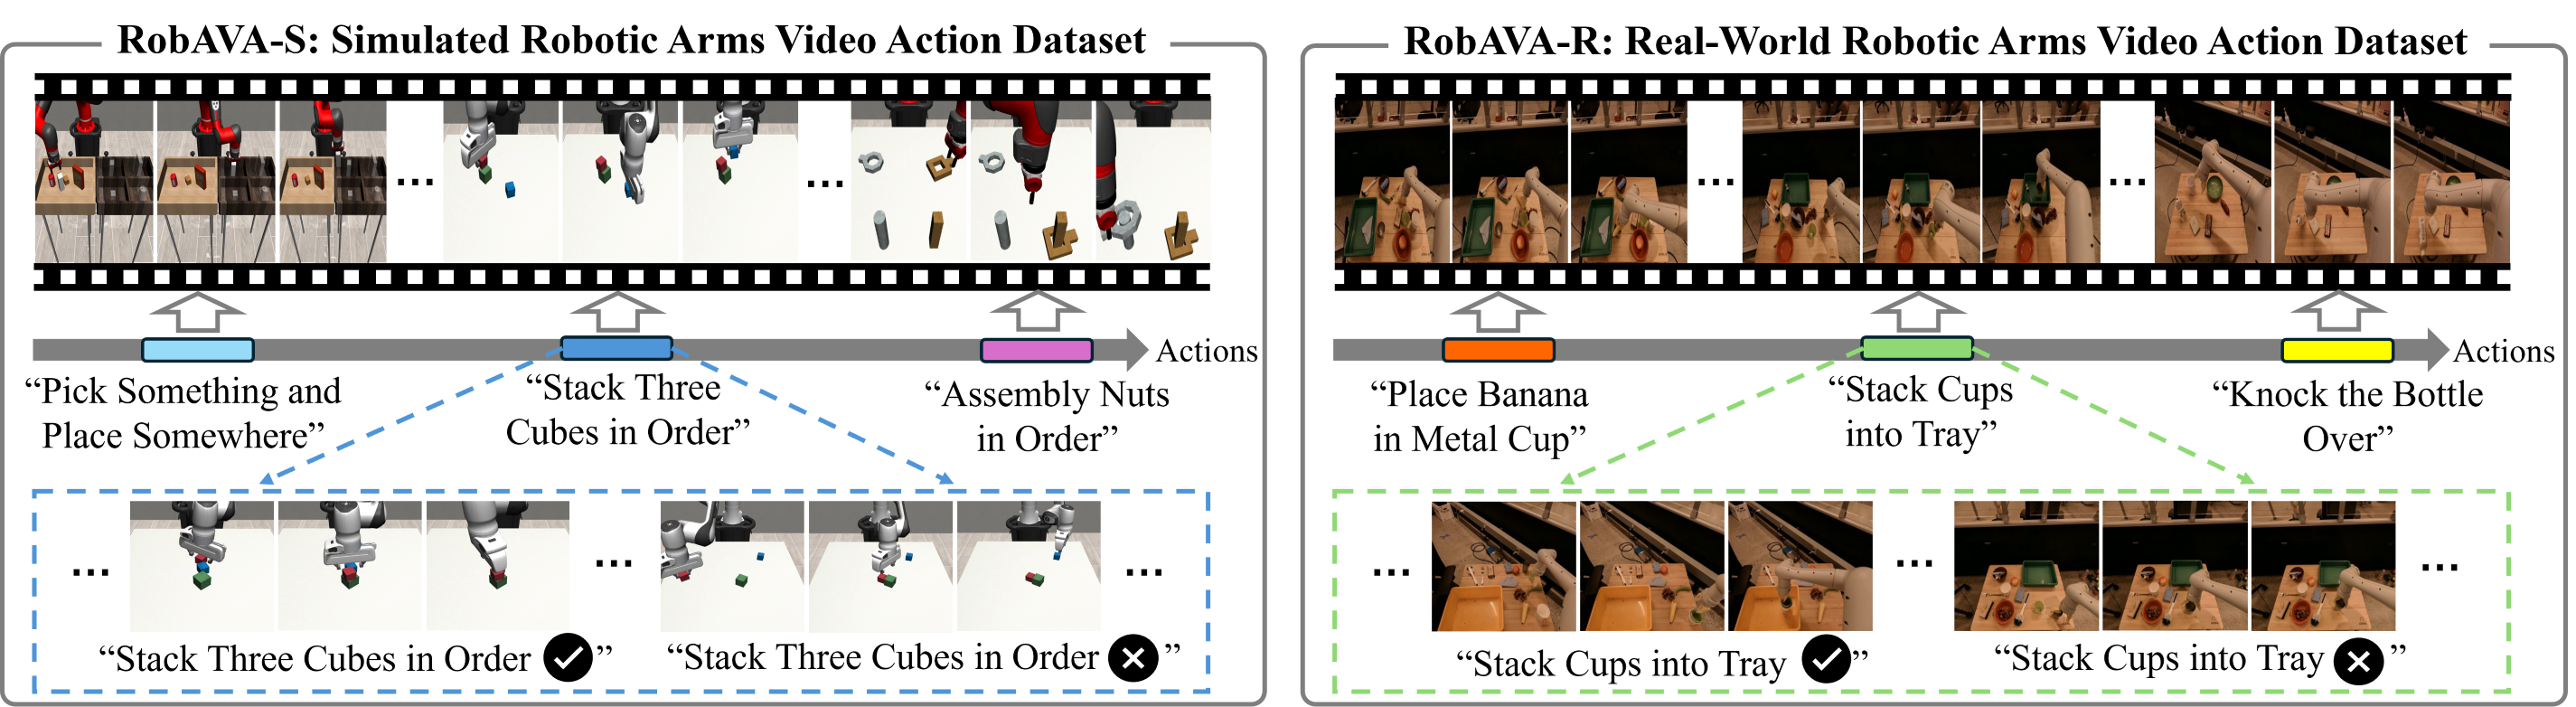 RobAVA-S: Simulated Robotic Arms Video Action Dataset
...
...
Actions
“Pick Something and
Place Somewhere”
“Stack Three
Cubes in Order”
“Assembly Nuts
in Order”
...
...
...
“Stack Three Cubes in Order ”
“Stack Three Cubes in Order ”
RobAVA-R: Real-World Robotic Arms Video Action Dataset
...
...
Actions
“Place Banana
in Metal Cup”
“Stack Cups
into Tray”
“Knock the Bottle
Over”
...
...
...
“Stack Cups into Tray ”
“Stack Cups into Tray ”